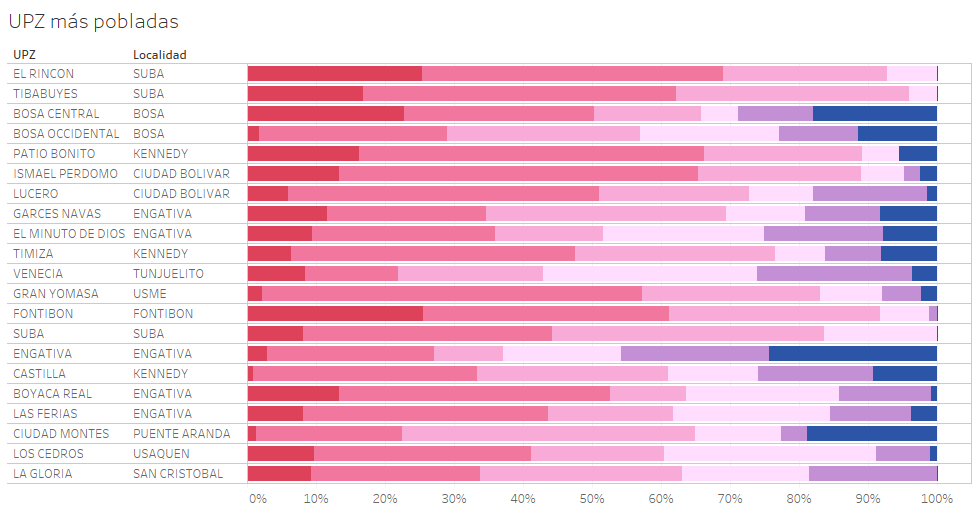 UPZ más pobladas
UPZ Localidad
EL RINCON SUBA
TIBABUYES SUBA
BOSA CENTRAL BOSA
BOSA OCCIDENTAL BOSA
PATIO BONITO KENNEDY
ISMAEL PERDOMO CIUDAD BOLIVAR
LUCERO CIUDAD BOLIVAR
GARCES NAVAS ENGATIVA
EL MINUTO DE DIOS ENGATIVA
TIMIZA KENNEDY
VENECIA TUNJUELITO
GRAN YOMASA USME
FONTIBON FONTIBON
SUBA SUBA
ENGATIVA ENGATIVA
CASTILLA KENNEDY
BOYACA REAL ENGATIVA
LAS FERIAS ENGATIVA
CIUDAD MONTES PUENTE ARANDA
LOS CEDROS USAQUEN
LA GLORIA SAN CRISTOBAL
0% 10% 20% 30% 40% 50% 60% 70% 80% 90% 100%